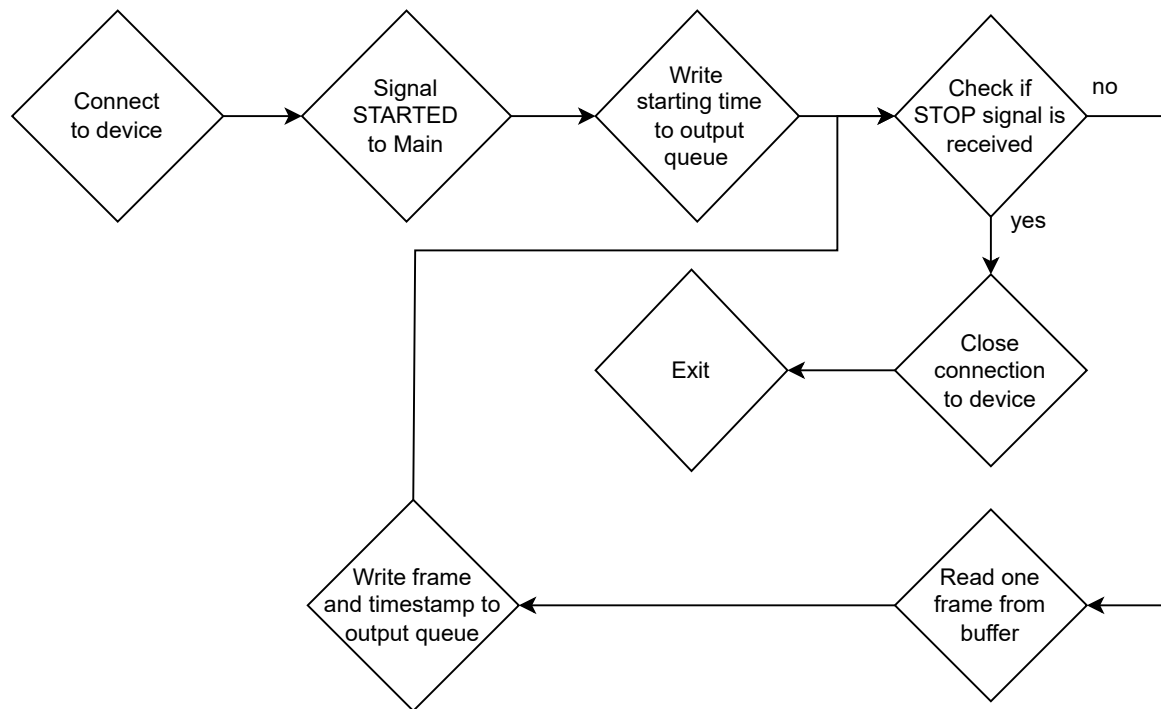 Connect
to device
Signal
STARTED
to Main
Write
starting time
to output
queue
Check if
STOP signal is
received
no
yes
Exit
Close
connection
to device
Write frame
and timestamp to
output queue
Read one
frame from
buffer